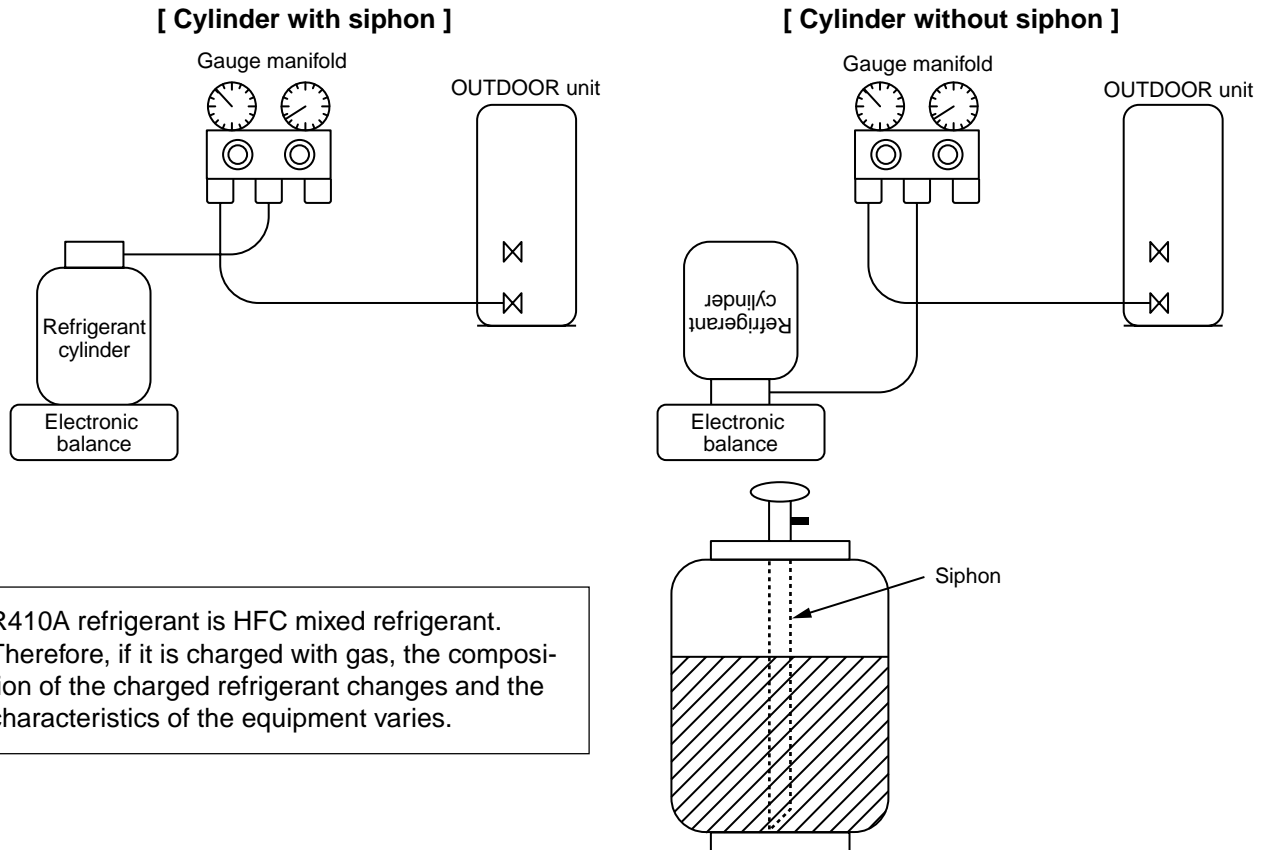 [ Cylinder with siphon ]
Gauge manifold
OUTDOOR unit
Refrigerant
cylinder
Electronic
balance
[ Cylinder without siphon ]
Gauge manifold
OUTDOOR unit
Refrigerant
cylinder
Electronic
balance
Siphon
R410A refrigerant is HFC mixed refrigerant.
Therefore, if it is charged with gas, the composi-
tion of the charged refrigerant changes and the
characteristics of the equipment varies.